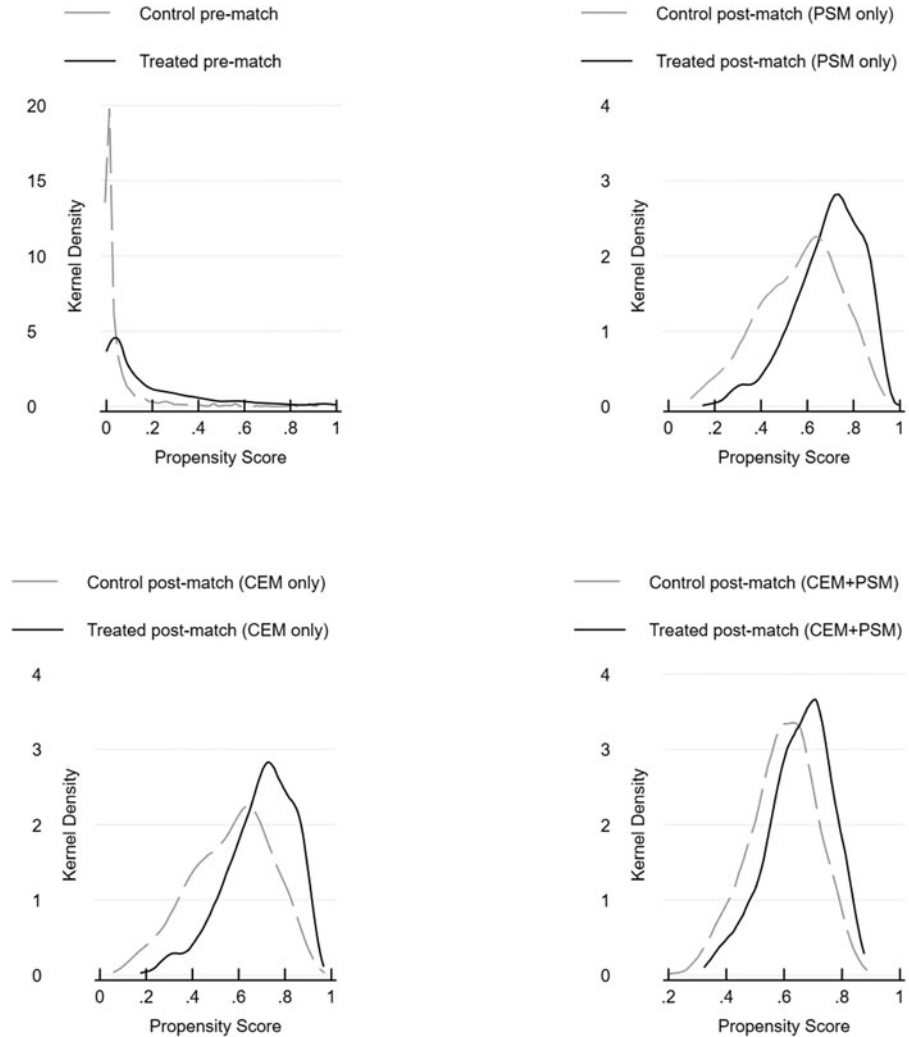 Control pre-match
Treated pre-match
20
15
10
5
0
Kernel Density
0 .2 .4 .6 .8 1
Propensity Score
Control post-match (PSM only)
Treated post-match (PSM only)
4
3
2
1
0
Kernel Density
0 .2 .4 .6 .8 1
Propensity Score
Control post-match (CEM only)
Treated post-match (CEM only)
4
3
2
1
0
Kernel Density
0 .2 .4 .6 .8 1
Propensity Score
Control post-match (CEM+PSM)
Treated post-match (CEM+PSM)
4
3
2
1
0
Kernel Density
.2 .4 .6 .8 1
Propensity Score